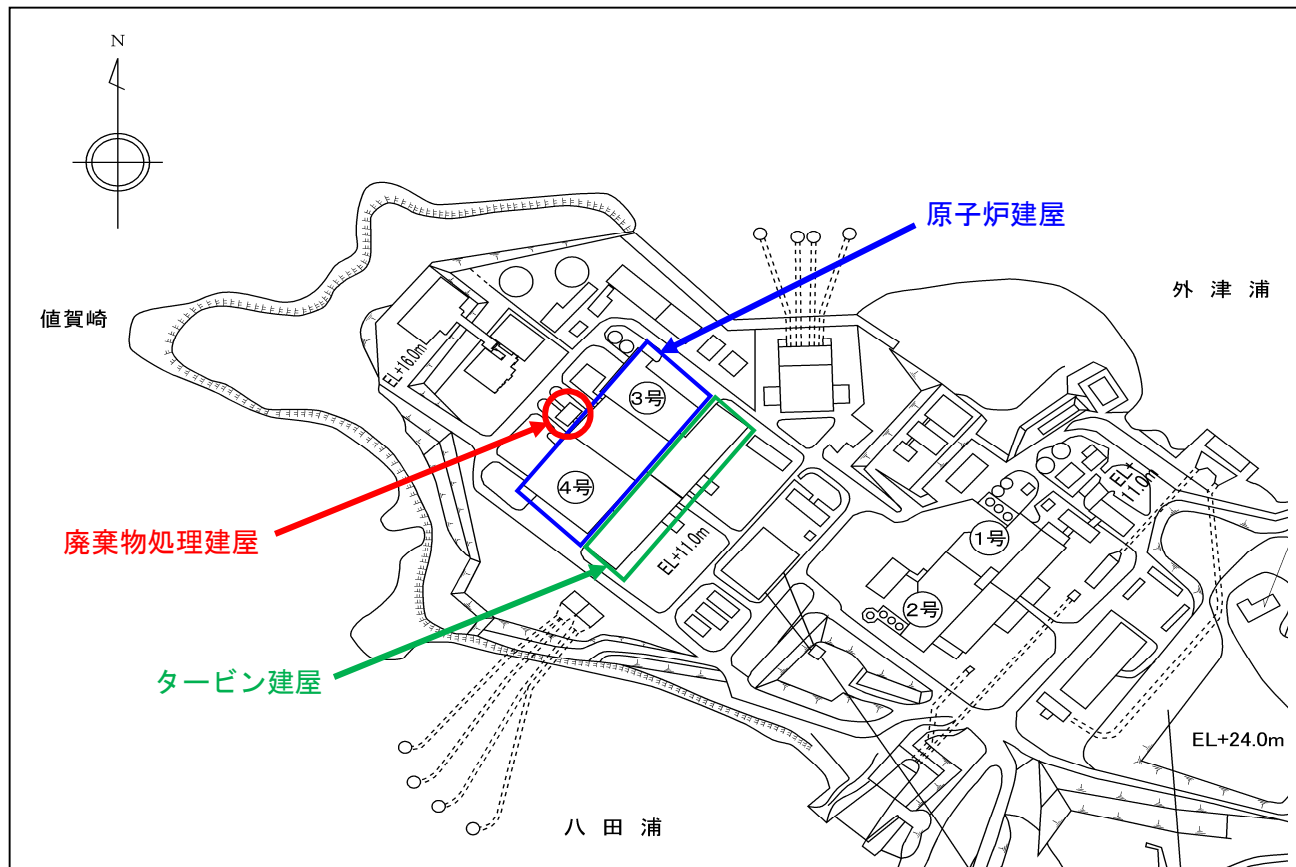 N
原子炉建屋
外津浦
値賀崎
EL+16.0m
3号
4号
EL+
11.0m
廃棄物処理建屋
EL+11.0m
1号
2号
タービン建屋
EL+24.0m
八田浦